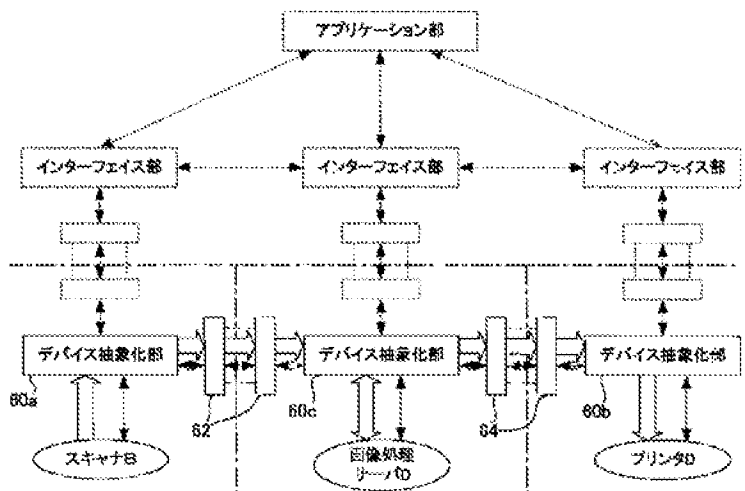 アプリケーション部
インターフェイス部
インターフェイス部
インターフェイス部
デバイス抽象化部
デバイス抽象化部
デバイス抽象化部
60a
62
60c
64
60b
スキャナB
画像処理
サーバD
プリンタD